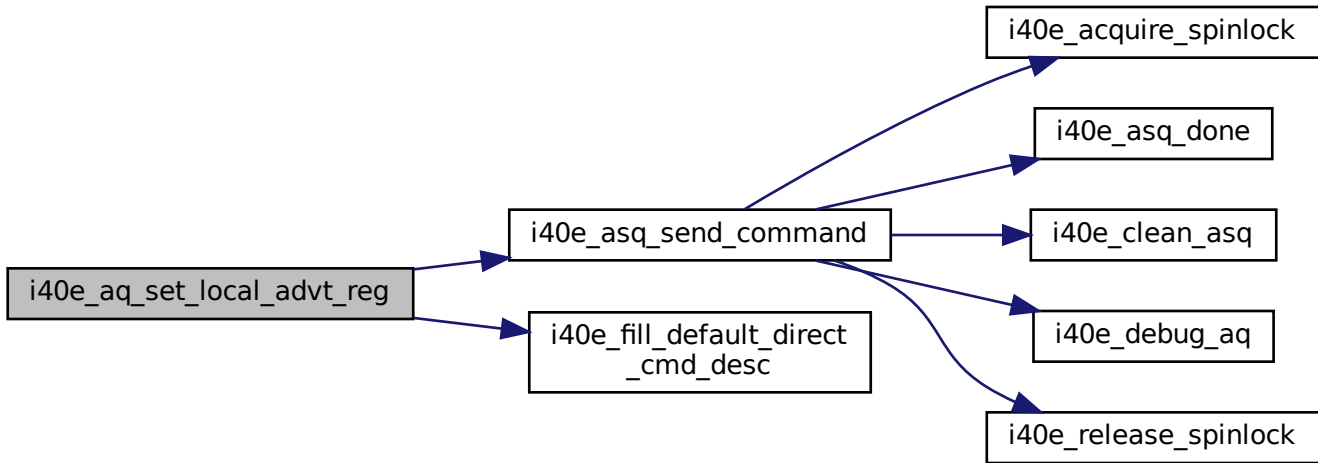 i40e_acquire_spinlock
i40e_asq_done
i40e_asq_send_command
i40e_clean_asq
i40e_aq_set_local_advt_reg
i40e_fill_default_direct
_cmd_desc
i40e_debug_aq
i40e_release_spinlock